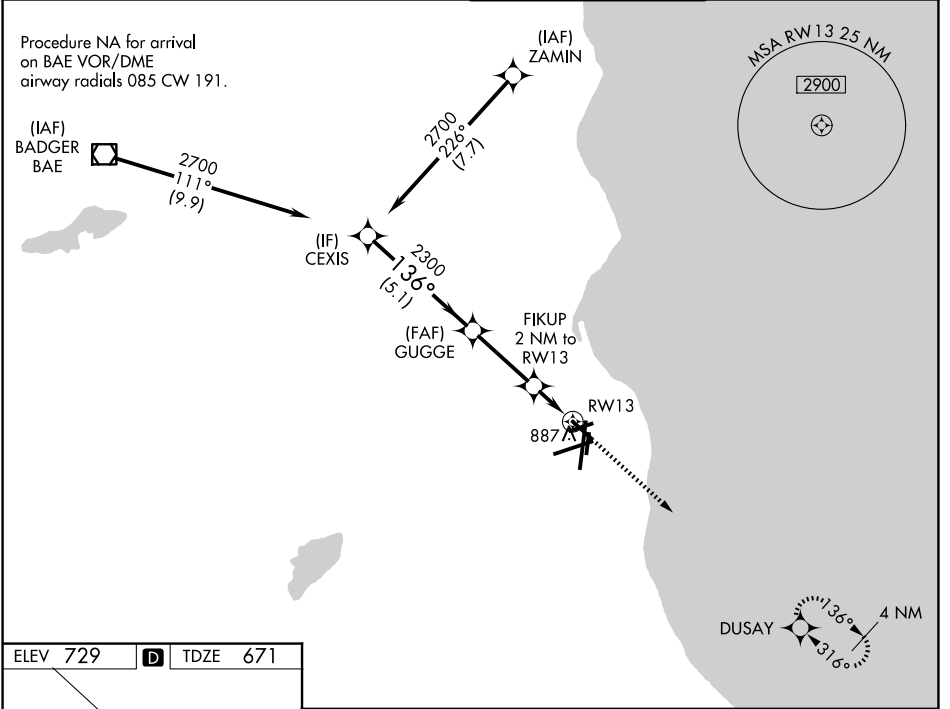 Procedure NA for arrival
on BAE VOR/DME
airway radials 085 CW 191.
(IAF)
ZAMIN
MSA RW13 25 NM
2900
(IAF)
BADGER
BAE
2700
111°
(9.9)
2700
226°
(7.7)
(IF)
CEXIS
2300
136°
(5.1)
(FAF)
GUGGE
FIKUP
2 NM to
RW13
RW13
887
DUSAY
136°
316°
4 NM
ELEV 729 D TDZE 671